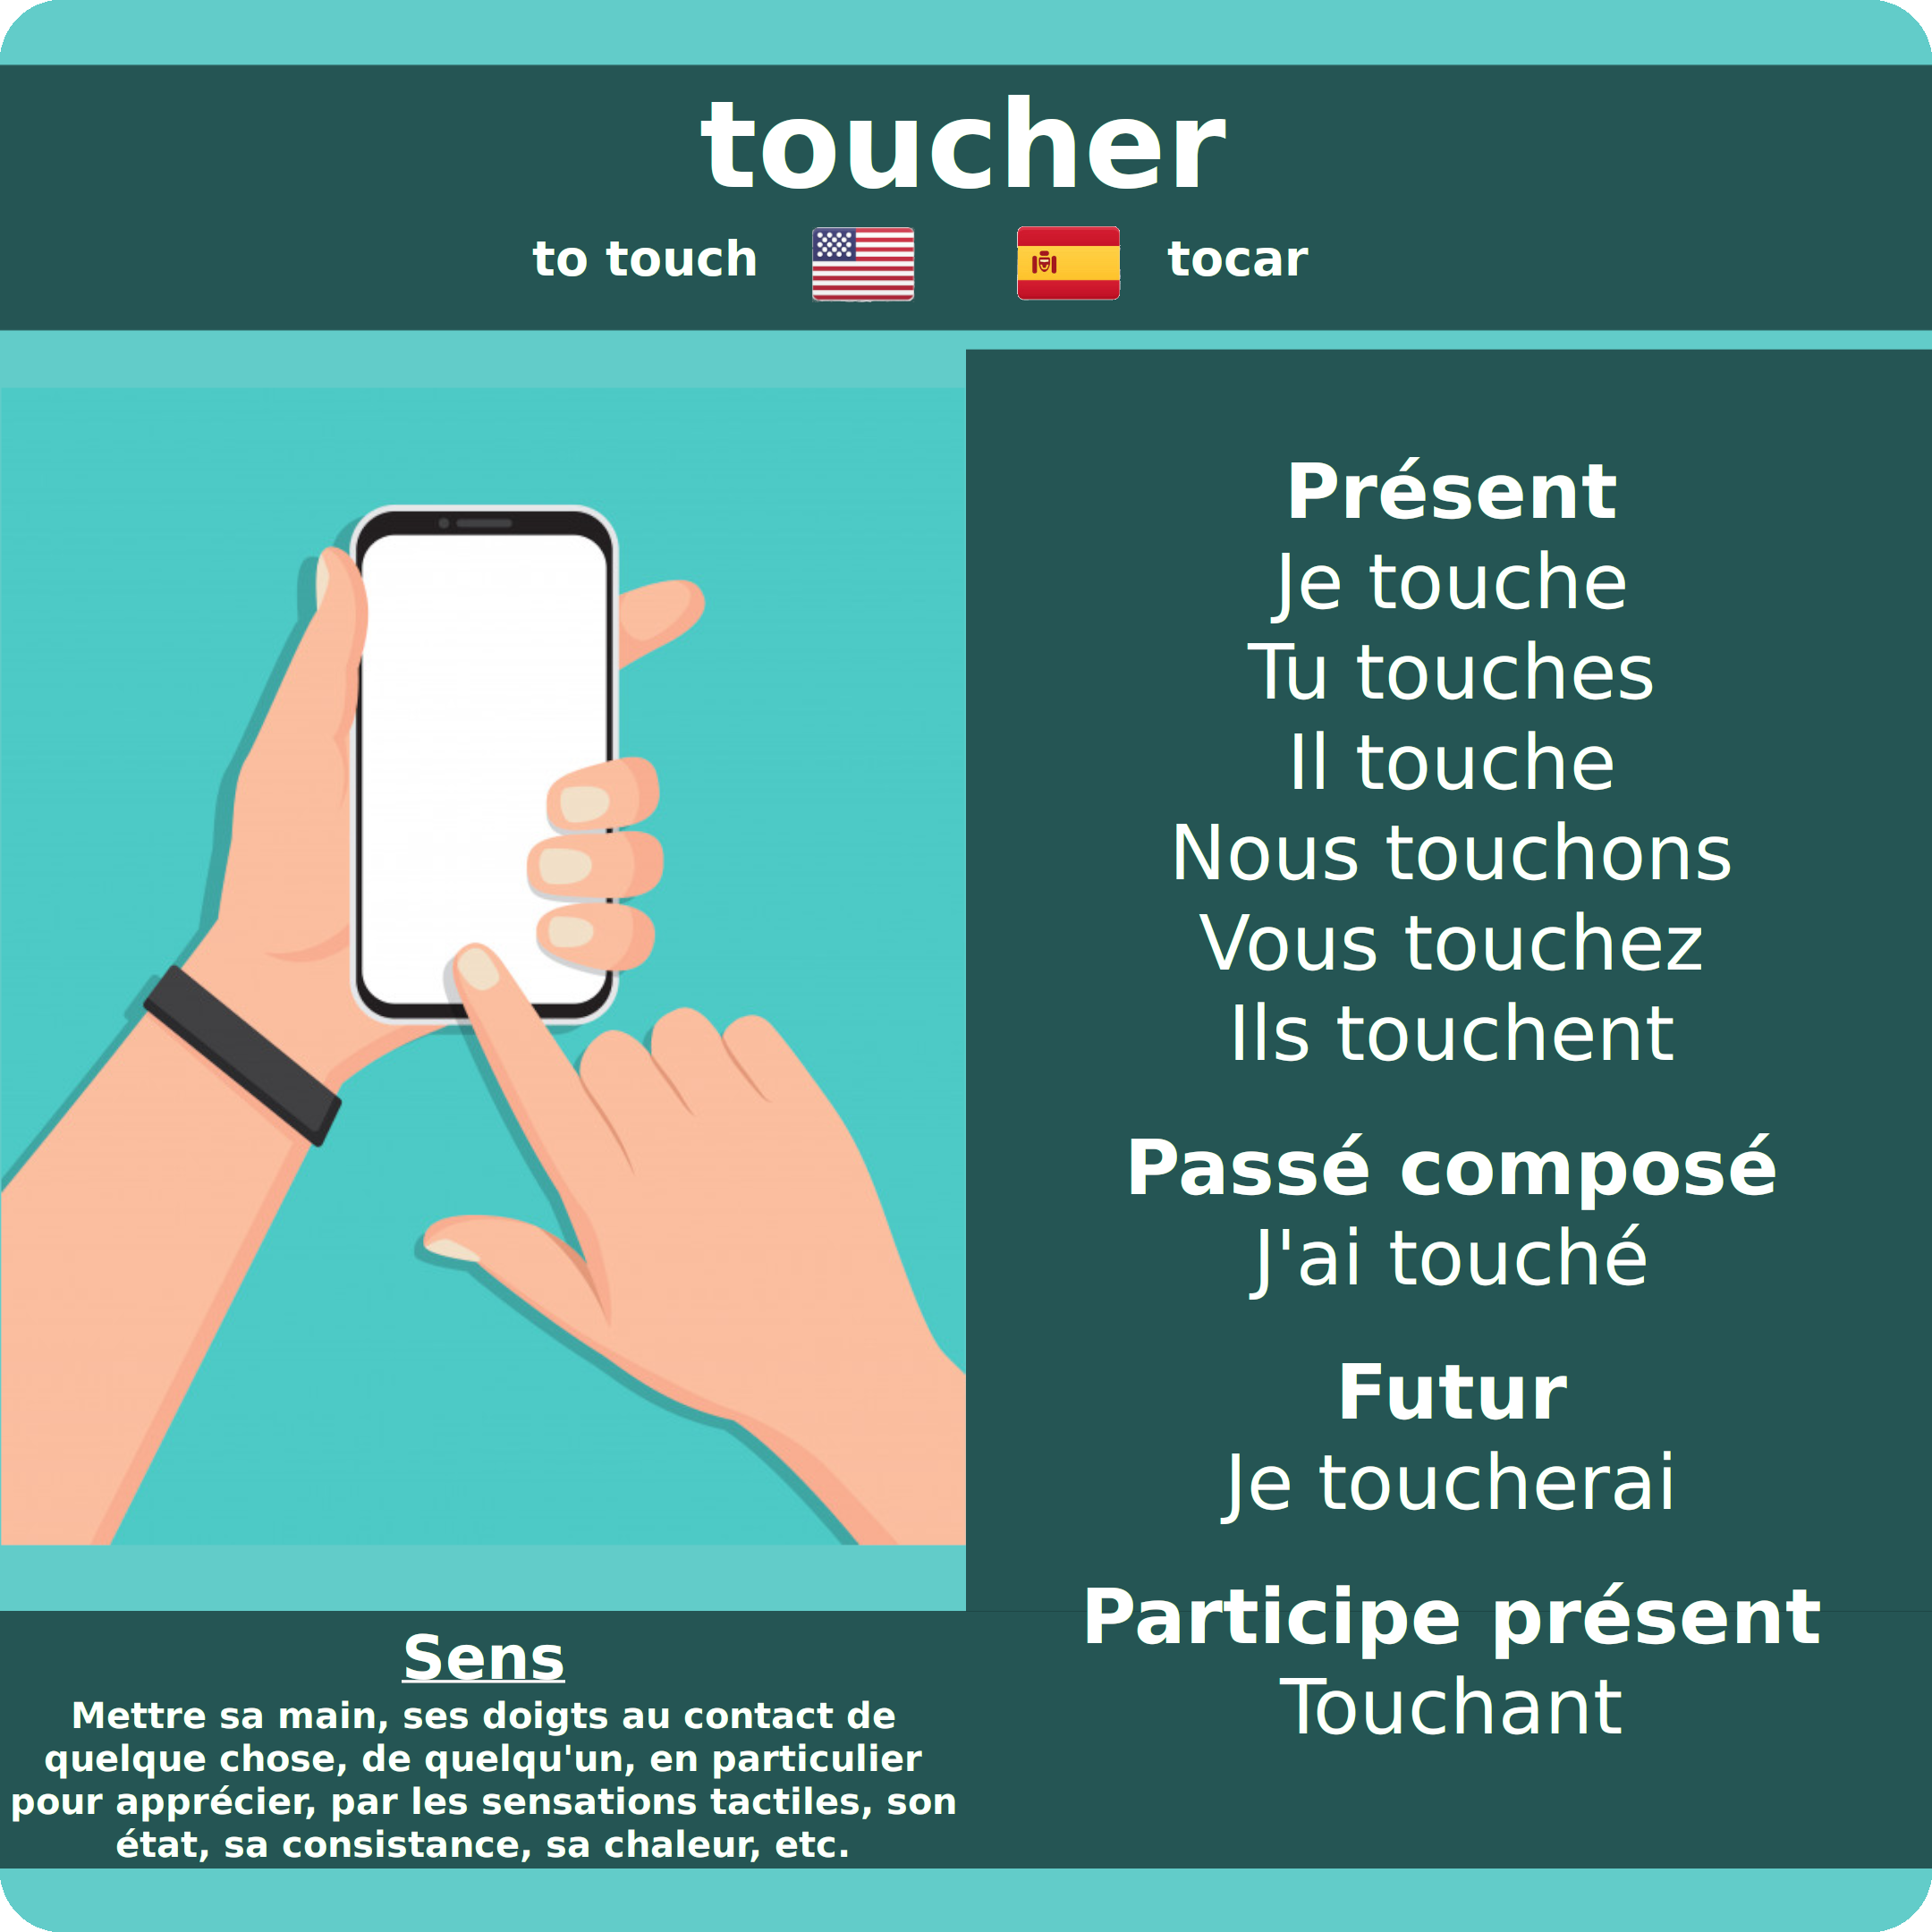 toucher
to touch
tocar
Présent
Je touche
Tu touches
Il touche
Nous touchons
Vous touchez
Ils touchent
Passé composé
J'ai touché
Futur
Je toucherai
Participe présent
Touchant
Sens
Mettre sa main, ses doigts au contact de
quelque chose, de quelqu'un, en particulier
pour apprécier, par les sensations tactiles, son
état, sa consistance, sa chaleur, etc.